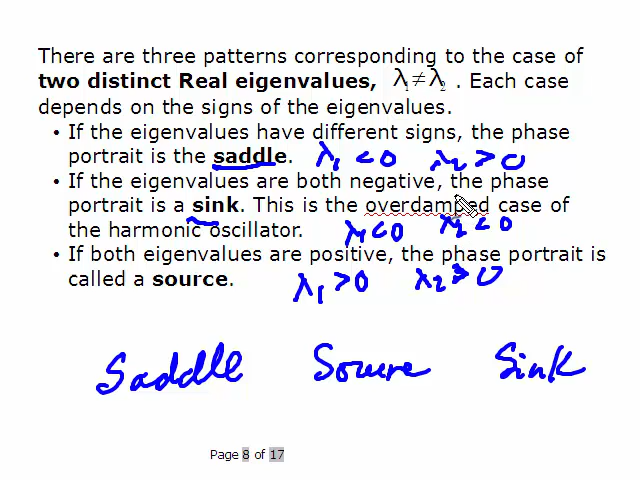 There are three patterns corresponding to the case of
two distinct Real eigenvalues, λ₁≠λ₂ . Each case
depends on the signs of the eigenvalues.
• If the eigenvalues have different signs, the phase
portrait is the saddle. λ₁ < 0 λ₂ > 0
• If the eigenvalues are both negative, the phase
portrait is a sink. This is the overdamped case of
the harmonic oscillator. λ₁ < 0 λ₂ < 0
• If both eigenvalues are positive, the phase portrait is
called a source. λ₁ > 0 λ₂ > 0
Saddle Source Sink
Page 8 of 17